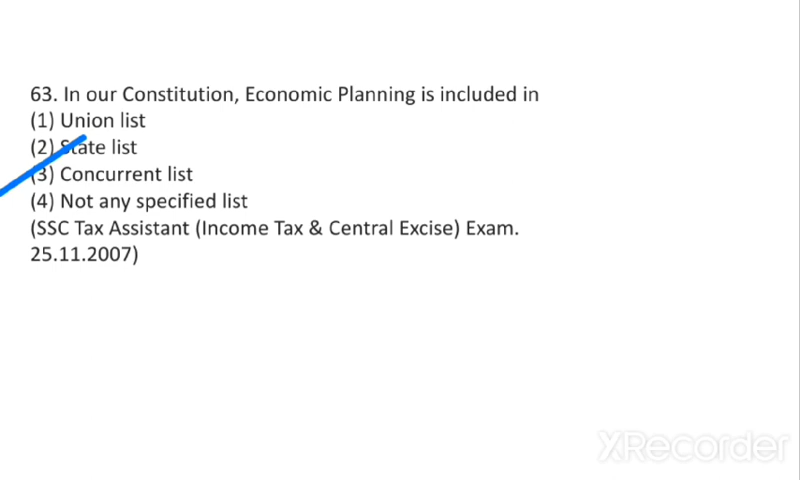 63. In our Constitution, Economic Planning is included in
(1) Union list
(2) State list
(3) Concurrent list
(4) Not any specified list
(SSC Tax Assistant (Income Tax & Central Excise) Exam.
25.11.2007)
XRecorder